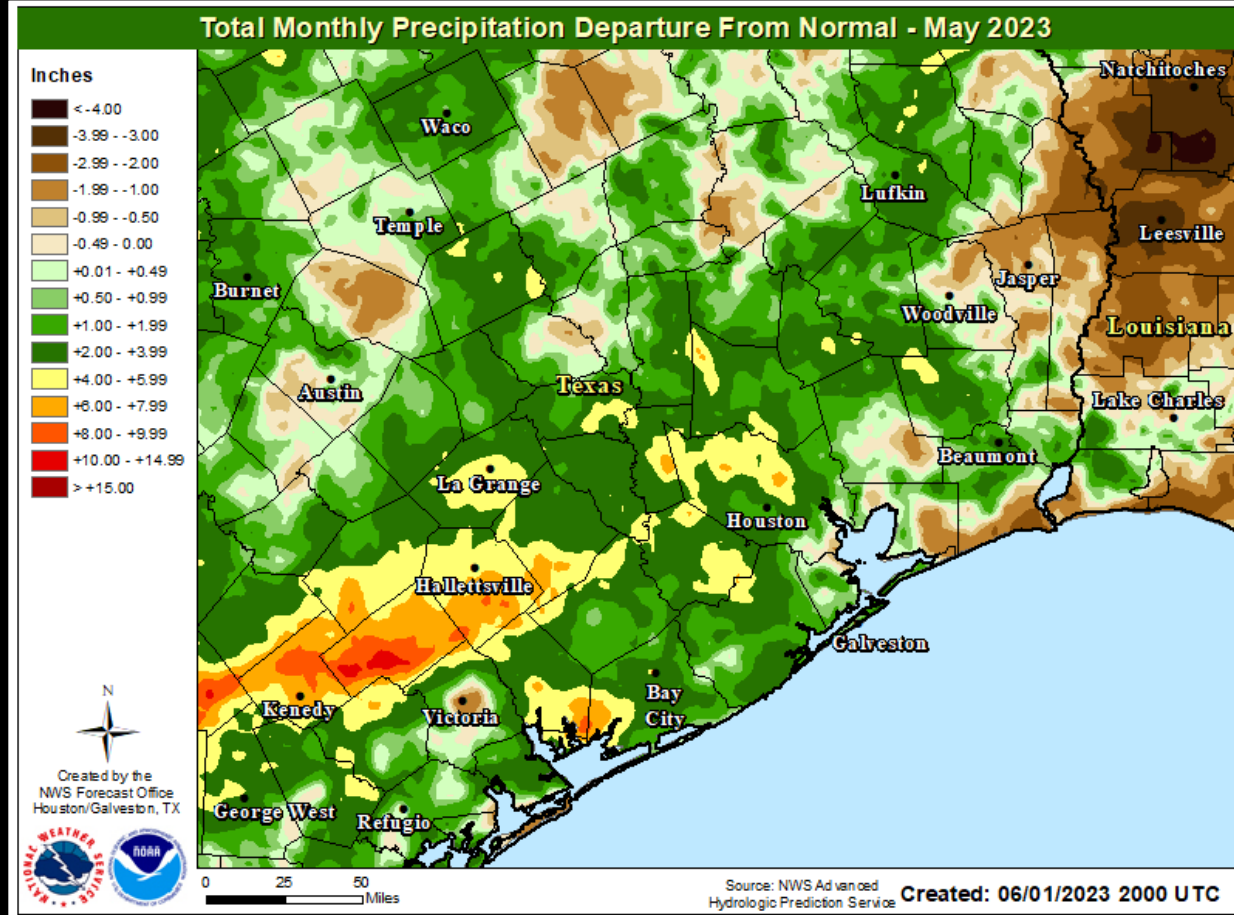 Total Monthly Precipitation Departure From Normal - May 2023
Inches
< -4.00
-3.99 - -3.00
-2.99 - -2.00
-1.99 - -1.00
-0.99 - -0.50
-0.49 - 0.00
+0.01 - +0.49
+0.50 - +0.99
+1.00 - +1.99
+2.00 - +3.99
+4.00 - +5.99
+6.00 - +7.99
+8.00 - +9.99
+10.00 - +14.99
> +15.00
Natchitoches
Waco
Lufkin
Temple
Leesville
Jasper
Burnet
Woodville
Louisiana
Texas
Austin
Lake Charles
Beaumont
La Grange
Houston
Hallettsville
Galveston
Kenedy
Victoria
Bay
City
George West
Refugio
N
Created by the
NWS Forecast Office
Houston/Galveston, TX
NATIONAL WEATHER SERVICE
NOAA
0 25 50
Miles
Source: NWS Advanced
Hydrologic Prediction Service
Created: 06/01/2023 2000 UTC